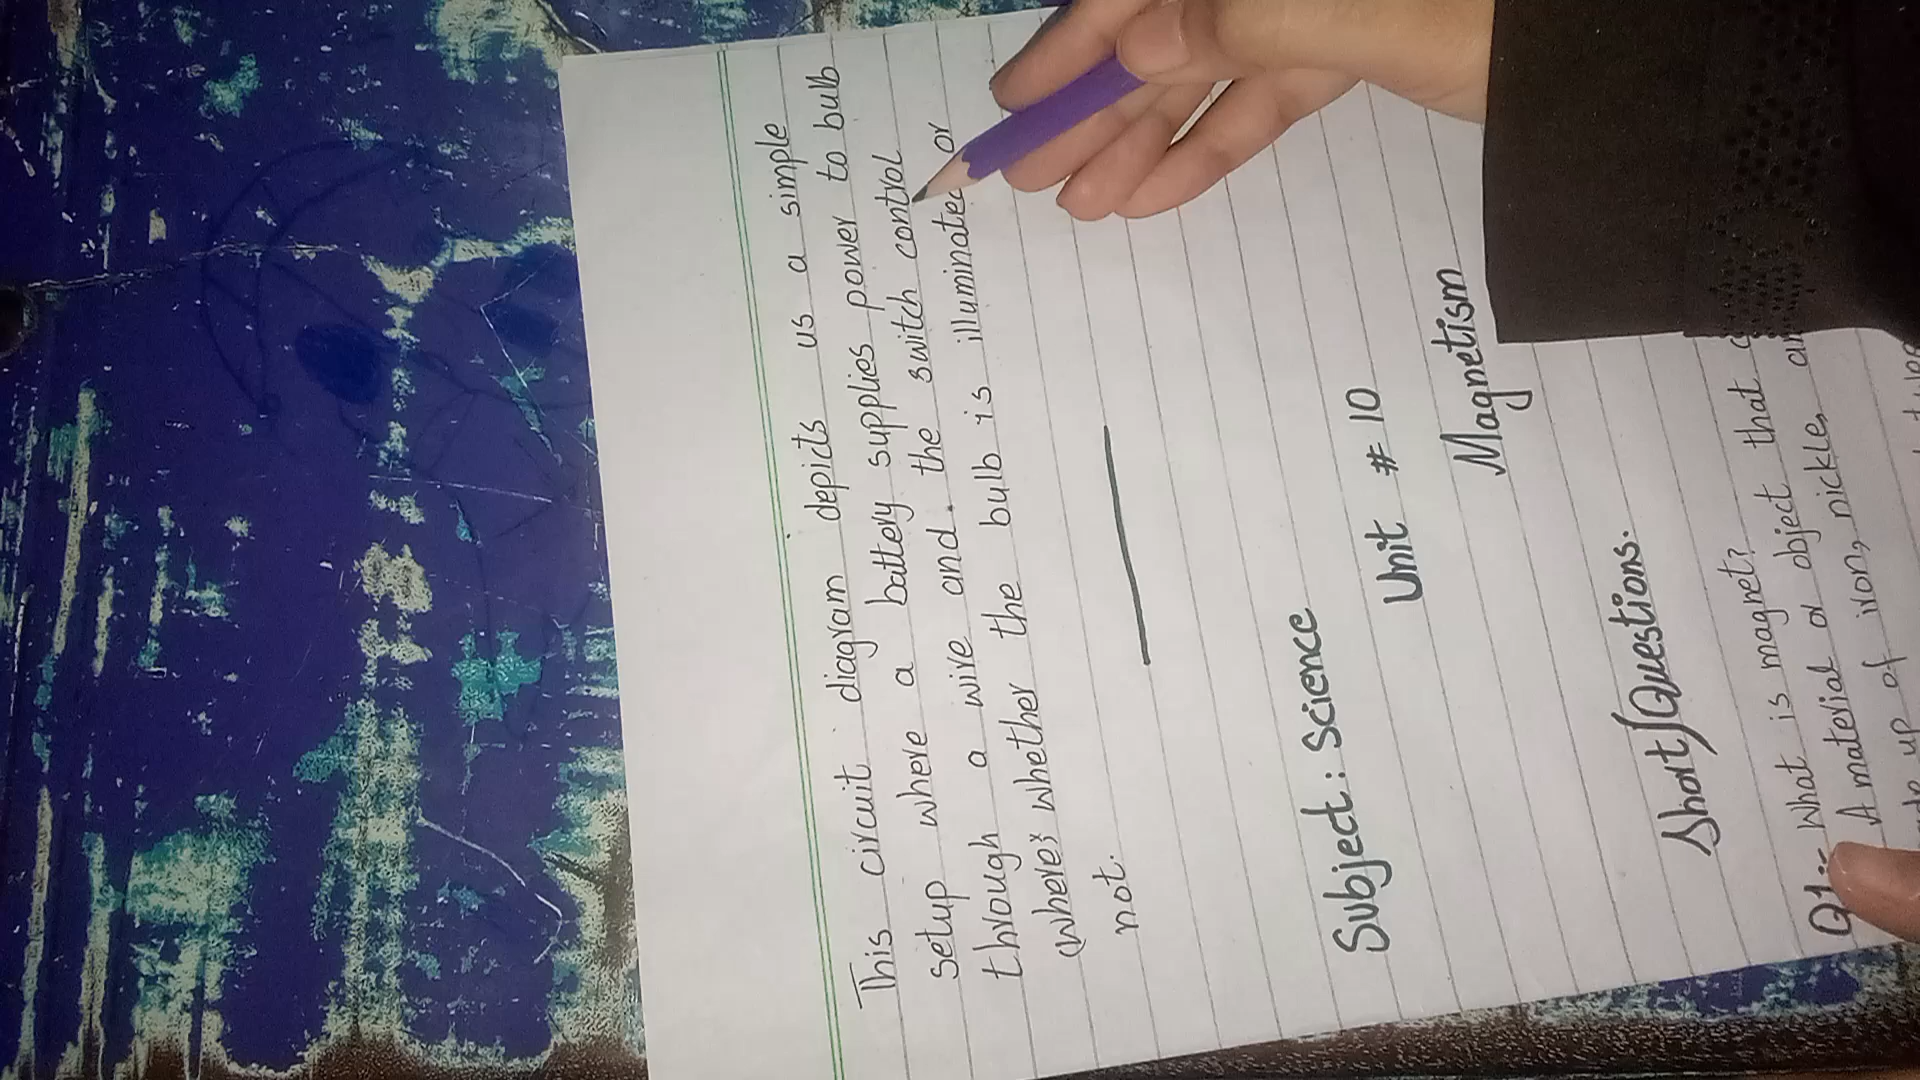 This circuit diagram depicts us a simple
setup where a battery supplies power to bulb
through a wire and the switch control
(where} whether the bulb is illuminated or
not.
Subject: Science
Unit # 10
Magnetism
Short/Questions.
Q1:- What is magnet?
A material or object that
up of iron, nickle,